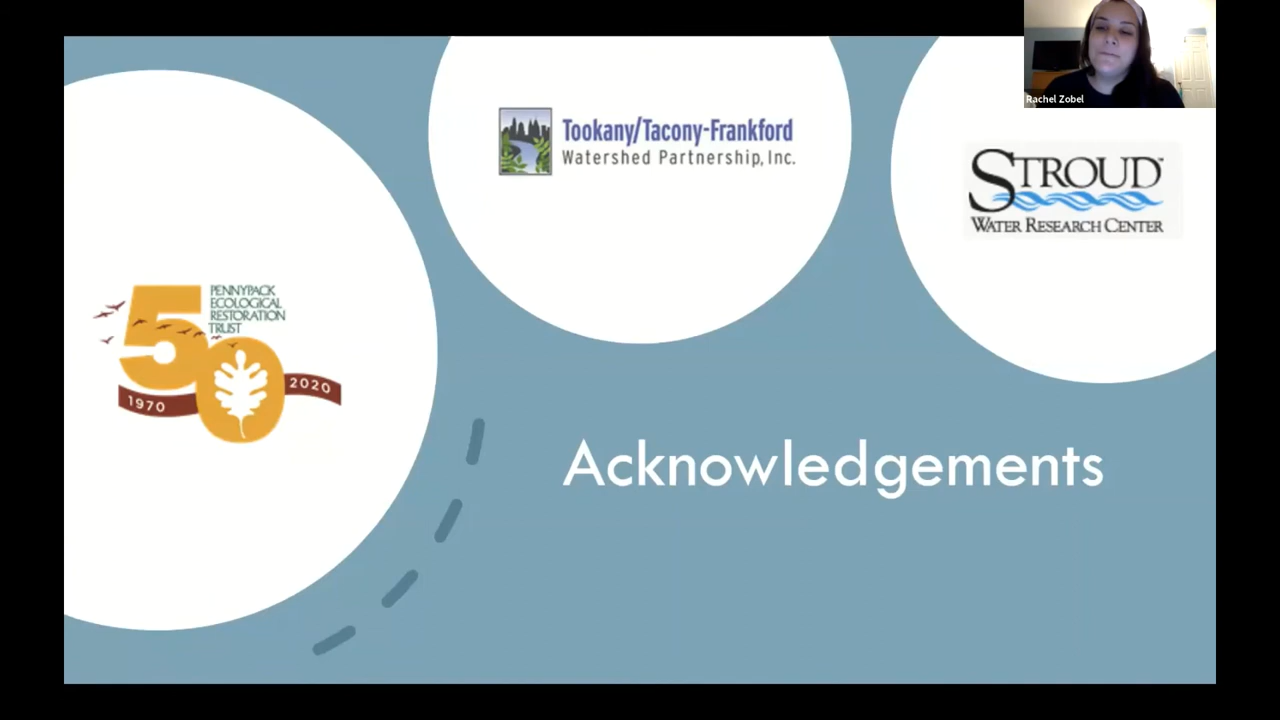 Rachel Zobel
Tookany/Tacony-Frankford
Watershed Partnership, Inc.
STROUD™
WATER RESEARCH CENTER
50
PENNYPACK
ECOLOGICAL
RESTORATION
TRUST
1970
2020
Acknowledgements